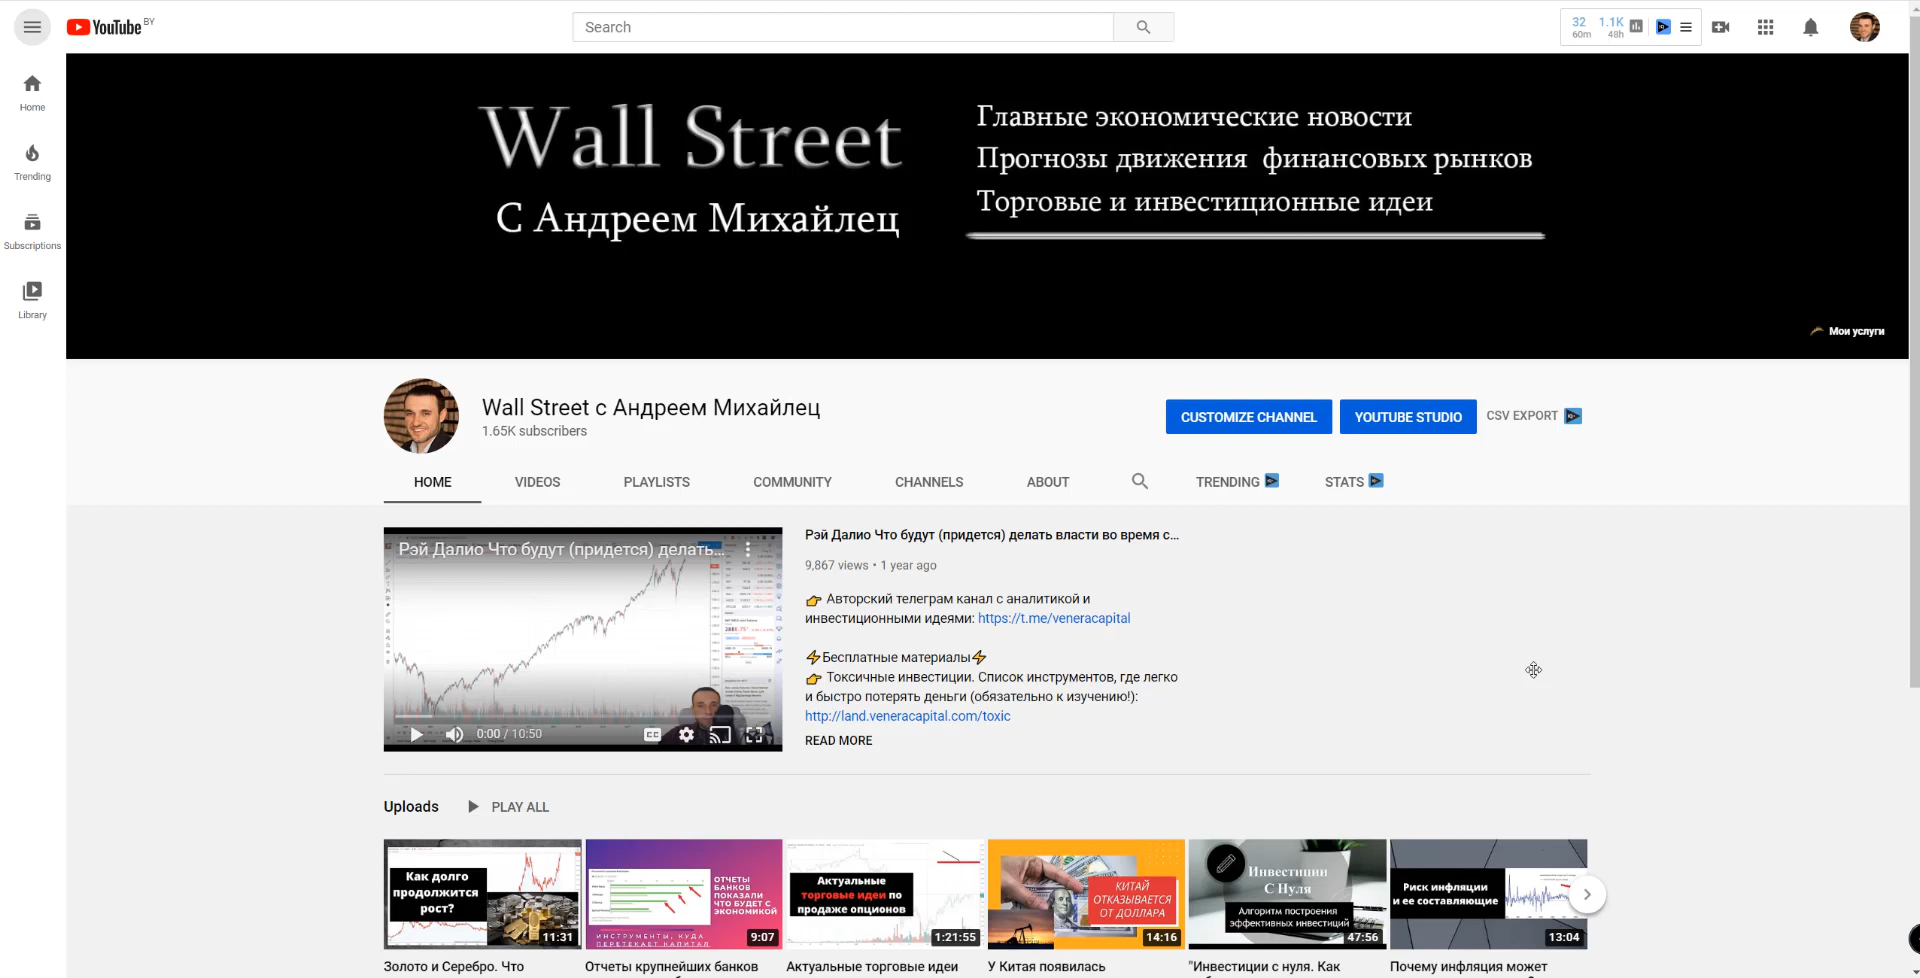 YouTube BY
Search
32 60m
1.1K 48h
Home
Trending
Subscriptions
Library
Wall Street
С Андреем Михайлец
Главные экономические новости
Прогнозы движения финансовых рынков
Торговые и инвестиционные идеи
Мои услуги
Wall Street с Андреем Михайлец
1.65K subscribers
CUSTOMIZE CHANNEL
YOUTUBE STUDIO
CSV EXPORT
HOME
VIDEOS
PLAYLISTS
COMMUNITY
CHANNELS
ABOUT
TRENDING
STATS
Рэй Далио Что будут (придется) делать...
0:00 / 10:50
CC
Рэй Далио Что будут (придется) делать власти во время с...
9,867 views • 1 year ago
👉 Авторский телеграм канал с аналитикой и
инвестиционными идеями: https://t.me/veneracapital
⚡Бесплатные материалы⚡
👉 Токсичные инвестиции. Список инструментов, где легко
и быстро потерять деньги (обязательно к изучению!):
http://land.veneracapital.com/toxic
READ MORE
Uploads
PLAY ALL
Как долго
продолжится
рост?
11:31
ОТЧЕТЫ
БАНКОВ
ПОКАЗАЛИ
ЧТО БУДЕТ С
ЭКОНОМИКОЙ
ИНСТРУМЕНТЫ, КУДА
ПЕРЕТЕКАЕТ КАПИТАЛ
9:07
Актуальные
торговые идеи по
продаже опционов
1:21:55
КИТАЙ
ОТКАЗЫВАЕТСЯ
ОТ ДОЛЛАРА
14:16
Инвестиции
С Нуля
Алгоритм построения
эффективных инвестиций
47:56
Риск инфляции
и ее составляющие
13:04
Золото и Серебро. Что
Отчеты крупнейших банков
Актуальные торговые идеи
У Китая появилась
"Инвестиции с нуля. Как
Почему инфляция может